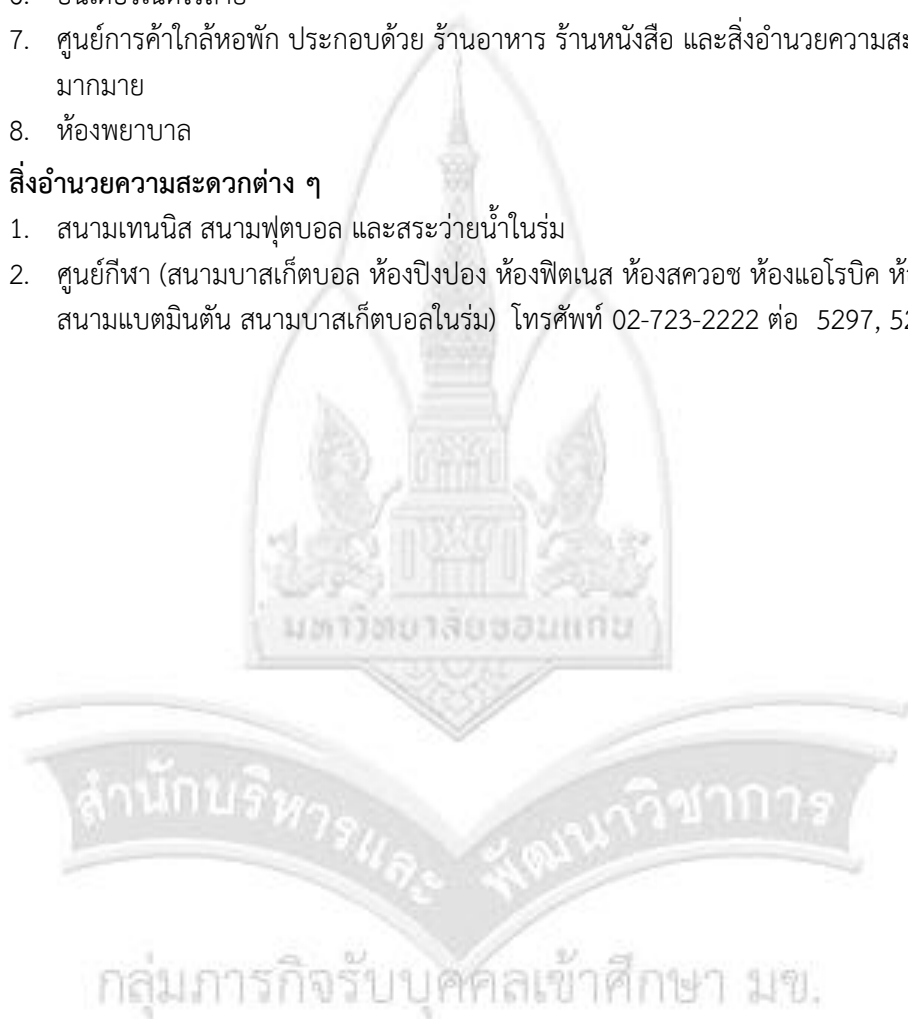 7. ศูนย์การค้าใกล้หอพัก ประกอบด้วย ร้านอาหาร ร้านหนังสือ และสิ่งอำนวยความสะ
มากมาย
8. ห้องพยาบาล
สิ่งอำนวยความสะดวกต่าง ๆ
1. สนามเทนนิส สนามฟุตบอล และสระว่ายน้ำในร่ม
2. ศูนย์กีฬา (สนามบาสเก็ตบอล ห้องปิงปอง ห้องฟิตเนส ห้องสควอช ห้องแอโรบิค
สนามแบตมินตัน สนามบาสเก็ตบอลในร่ม) โทรศัพท์ 02-723-2222 ต่อ 5297,
มหาวิทยาลัยขอนแก่น
สำนักบริหารและ พัฒนาวิชาการ
กลุ่มภารกิจรับบุคคลเข้าศึกษา มข.